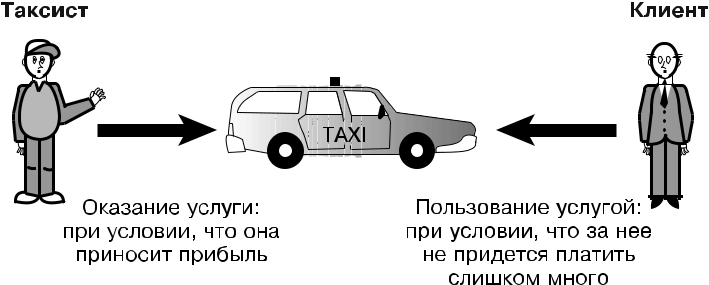 Таксист
Клиент
TAXI
Оказание услуги:
при условии, что она
приносит прибыль
Пользование услугой:
при условии, что за нее
не придется платить
слишком много